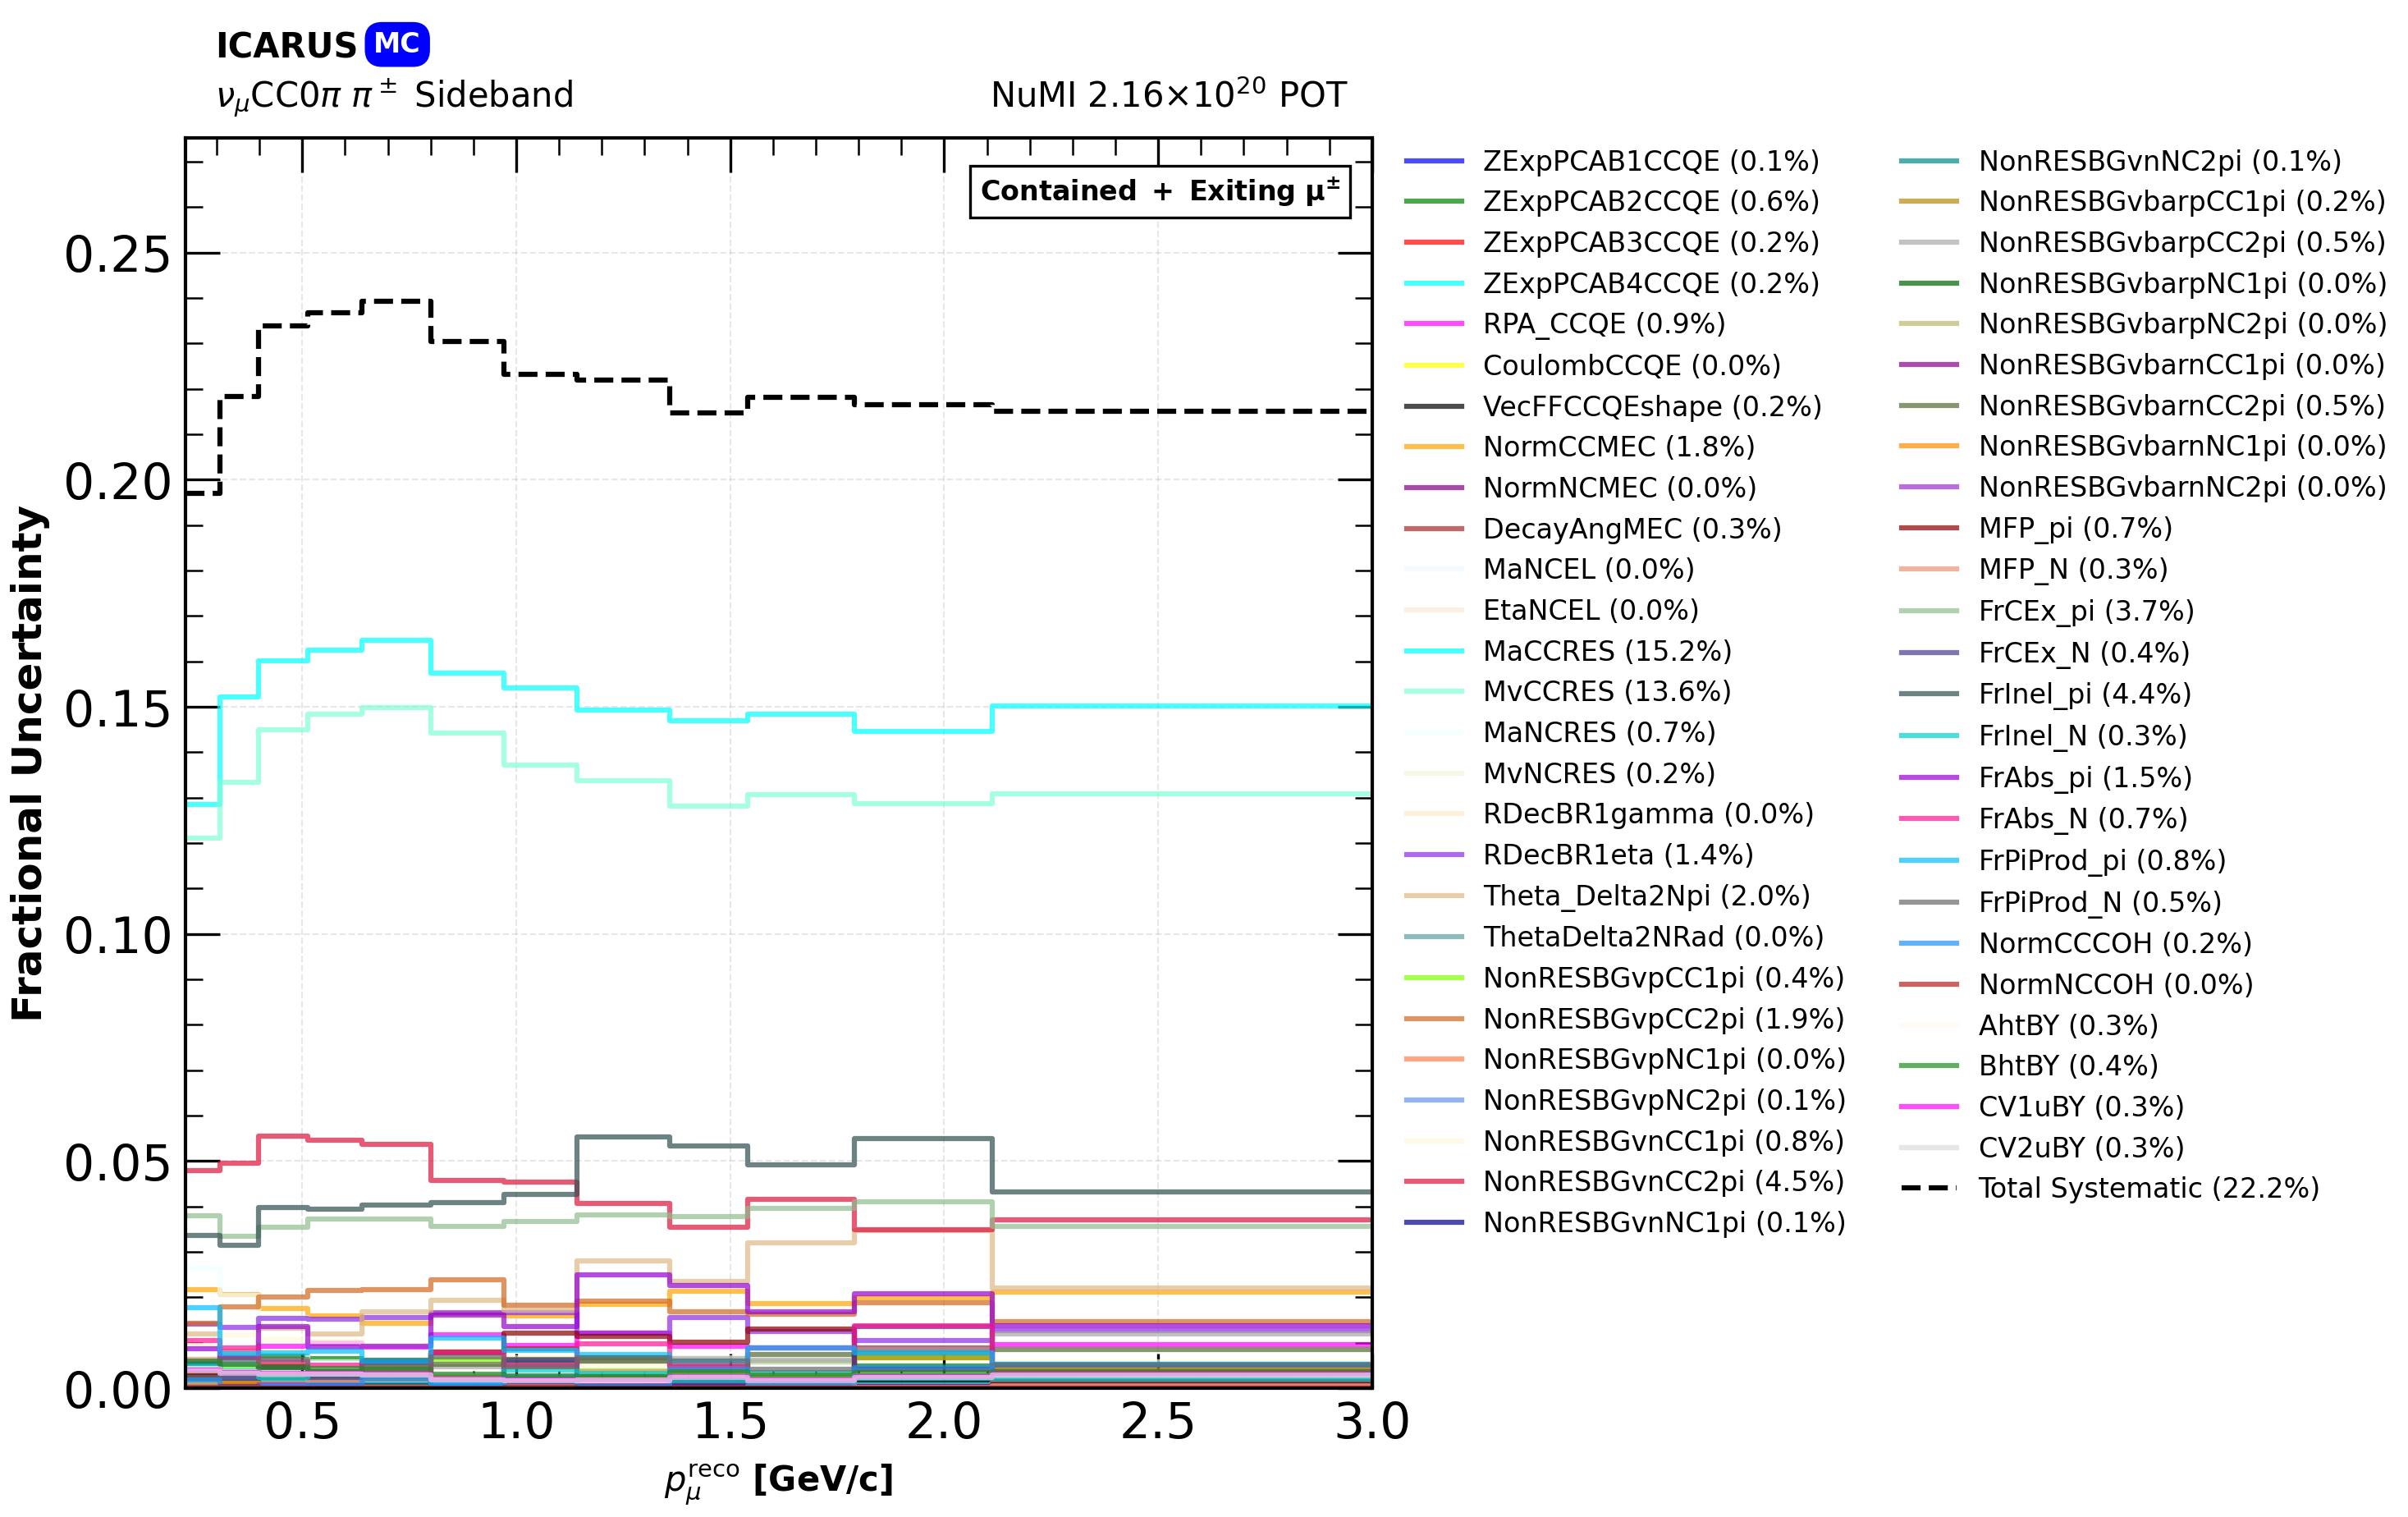 ICARUS MC
νμCC0π π± Sideband
NuMI 2.16×10²⁰ POT
Contained + Exiting μ±
Fractional Uncertainty
0.25
0.20
0.15
0.10
0.05
0.00
0.5 1.0 1.5 2.0 2.5 3.0
pμ^reco [GeV/c]
ZExpPCAB1CCQE (0.1%)
ZExpPCAB2CCQE (0.6%)
ZExpPCAB3CCQE (0.2%)
ZExpPCAB4CCQE (0.2%)
RPA_CCQE (0.9%)
CoulombCCQE (0.0%)
VecFFCCQEshape (0.2%)
NormCCMEC (1.8%)
NormNCMEC (0.0%)
DecayAngMEC (0.3%)
MaNCEL (0.0%)
EtaNCEL (0.0%)
MaCCRES (15.2%)
MvCCRES (13.6%)
MaNCRES (0.7%)
MvNCRES (0.2%)
RDecBR1gamma (0.0%)
RDecBR1eta (1.4%)
Theta_Delta2Npi (2.0%)
ThetaDelta2NRad (0.0%)
NonRESBGvpCC1pi (0.4%)
NonRESBGvpCC2pi (1.9%)
NonRESBGvpNC1pi (0.0%)
NonRESBGvpNC2pi (0.1%)
NonRESBGvnCC1pi (0.8%)
NonRESBGvnCC2pi (4.5%)
NonRESBGvnNC1pi (0.1%)
NonRESBGvnNC2pi (0.1%)
NonRESBGvbarpCC1pi (0.2%)
NonRESBGvbarpCC2pi (0.5%)
NonRESBGvbarpNC1pi (0.0%)
NonRESBGvbarpNC2pi (0.0%)
NonRESBGvbarnCC1pi (0.0%)
NonRESBGvbarnCC2pi (0.5%)
NonRESBGvbarnNC1pi (0.0%)
NonRESBGvbarnNC2pi (0.0%)
MFP_pi (0.7%)
MFP_N (0.3%)
FrCEx_pi (3.7%)
FrCEx_N (0.4%)
FrInel_pi (4.4%)
FrInel_N (0.3%)
FrAbs_pi (1.5%)
FrAbs_N (0.7%)
FrPiProd_pi (0.8%)
FrPiProd_N (0.5%)
NormCCCOH (0.2%)
NormNCCOH (0.0%)
AhtBY (0.3%)
BhtBY (0.4%)
CV1uBY (0.3%)
CV2uBY (0.3%)
Total Systematic (22.2%)